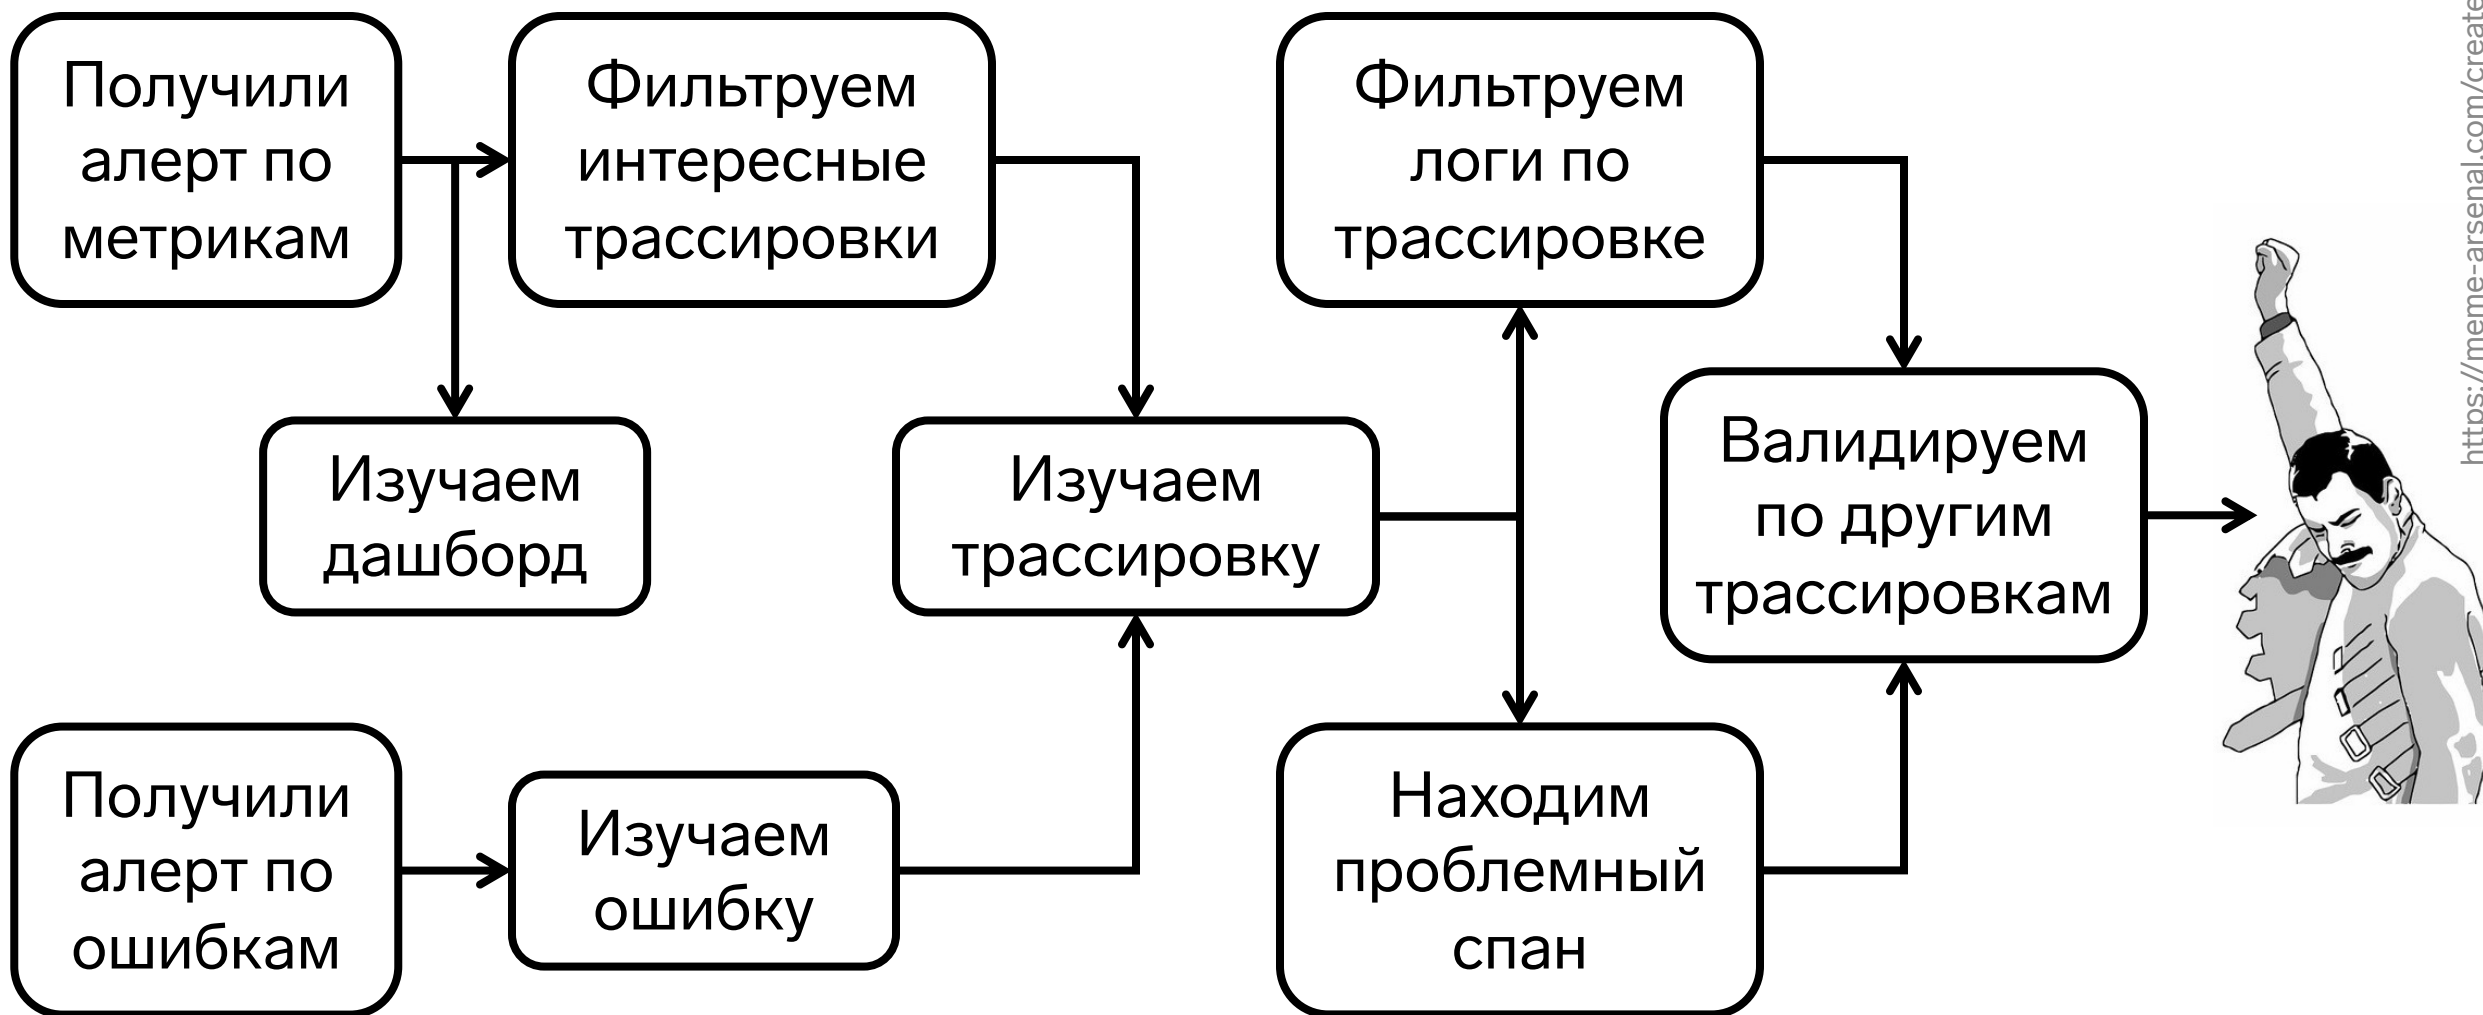 Получили
алерт по
метрикам
Фильтруем
интересные
трассировки
Фильтруем
логи по
трассировке
Изучаем
дашборд
Изучаем
трассировку
Валидируем
по другим
трассировкам
Получили
алерт по
ошибкам
Изучаем
ошибку
Находим
проблемный
спан
https://meme-arsenal.com/create